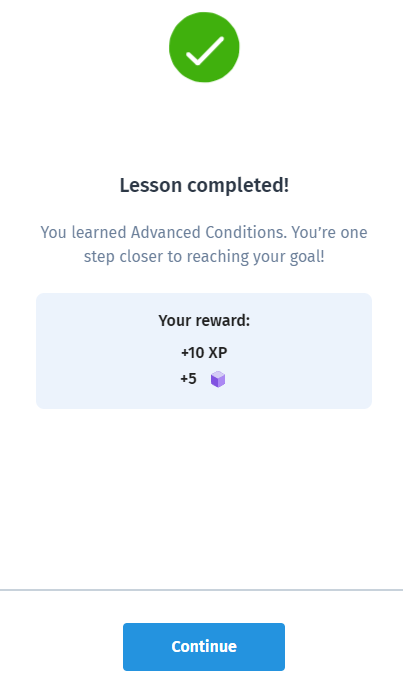 Lesson completed!
You learned Advanced Conditions. You’re one
step closer to reaching your goal!
Your reward:
+10 XP
+5
Continue